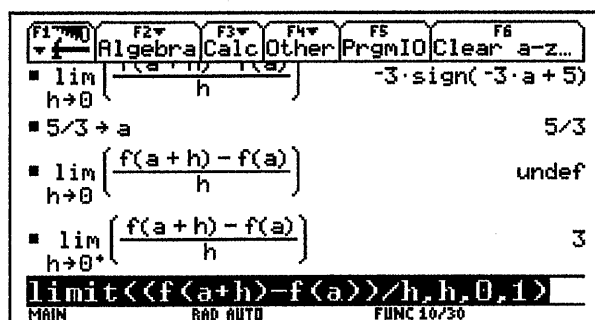 F1 F2 F3 F4 F5 F6
Algebra Calc Other PrgmIO Clear a-z…
lim h→0 (f(a+h) - f(a) / h) -3·sign(-3·a+5)
5/3 → a 5/3
lim h→0 (f(a+h) - f(a) / h) undef
lim h→0⁺ (f(a+h) - f(a) / h) 3
limit((f(a+h)-f(a))/h,h,0,1)
MAIN RAD AUTO FUNC 10/30